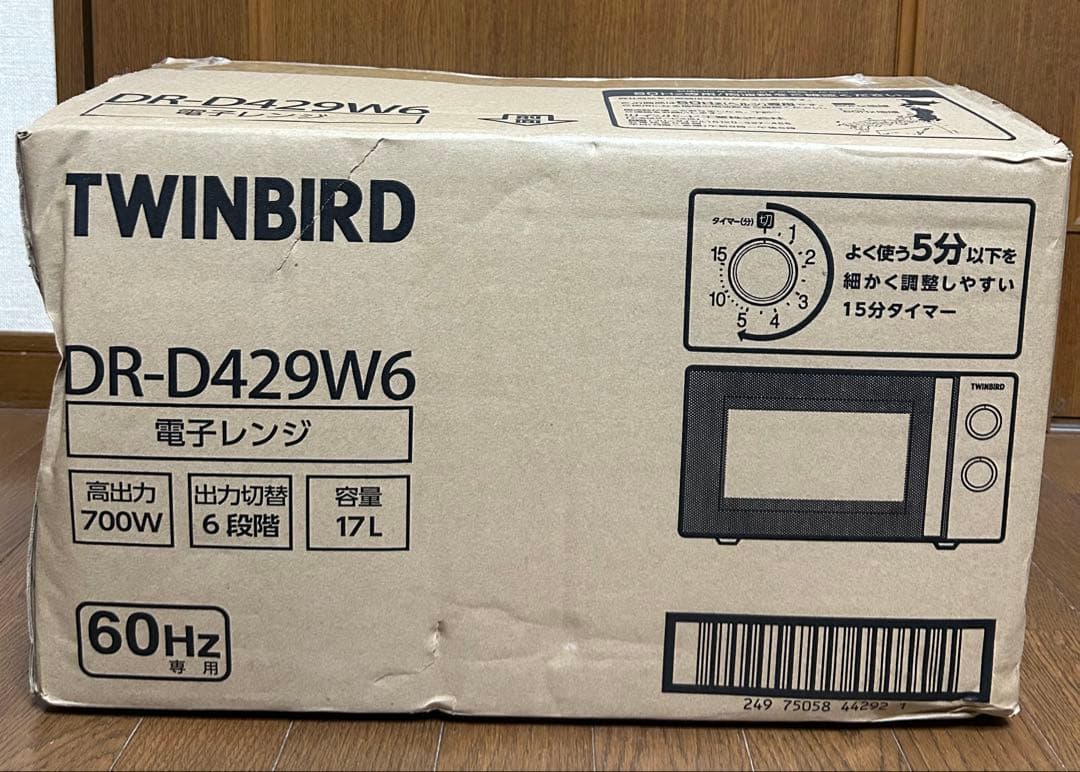 DR-D429W6
電子レンジ
TWINBIRD
DR-D429W6
電子レンジ
高出力
700W
出力切替
6段階
容量
17L
60Hz
専用
タイマー(分)
切
1
2
3
4
5
10
15
よく使う5分以下を
細かく調整しやすい
15分タイマー
TWINBIRD
249 75058 44292 1